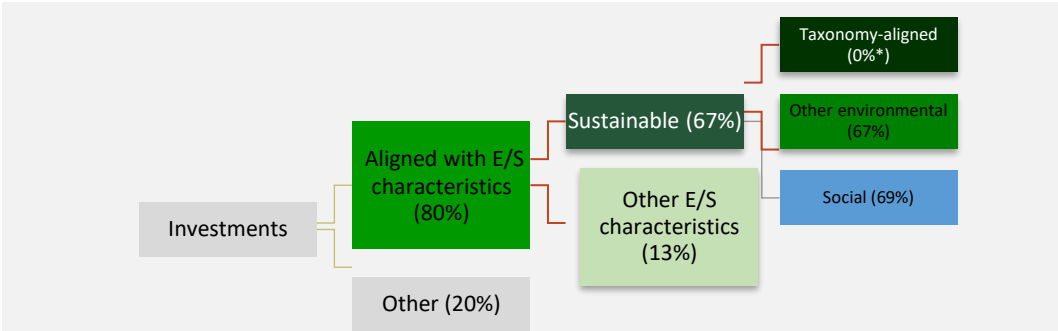 Investments
Aligned with E/S
characteristics
(80%)
Other (20%)
Sustainable (67%)
Other E/S
characteristics
(13%)
Taxonomy-aligned
(0%*)
Other environmental
(67%)
Social (69%)